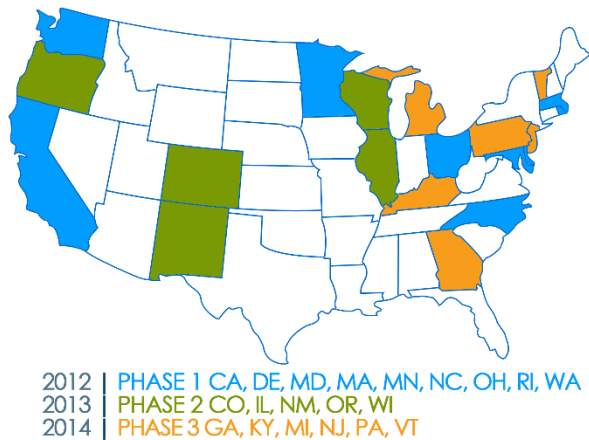 2012 | PHASE 1 CA, DE, MD, MA, MN, NC, OH, RI, WA
2013 | PHASE 2 CO, IL, NM, OR, WI
2014 | PHASE 3 GA, KY, MI, NJ, PA, VT